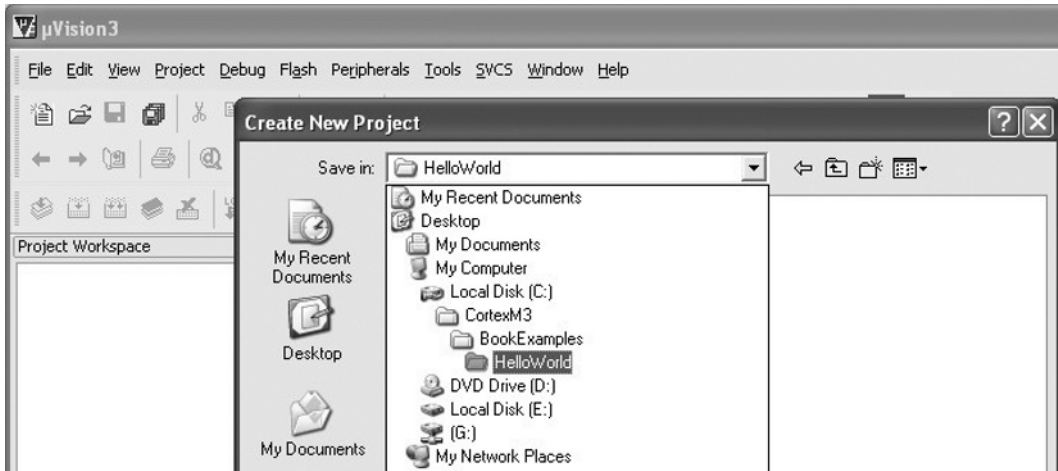 µVision3
File Edit View Project Debug Flash Peripherals Tools SVCS Window Help
Create New Project
Save in: HelloWorld
My Recent Documents
Desktop
My Documents
My Computer
Local Disk (C:)
CortexM3
BookExamples
HelloWorld
DVD Drive (D:)
Local Disk (E:)
(G:)
My Network Places
Project Workspace
My Recent
Documents
Desktop
My Documents